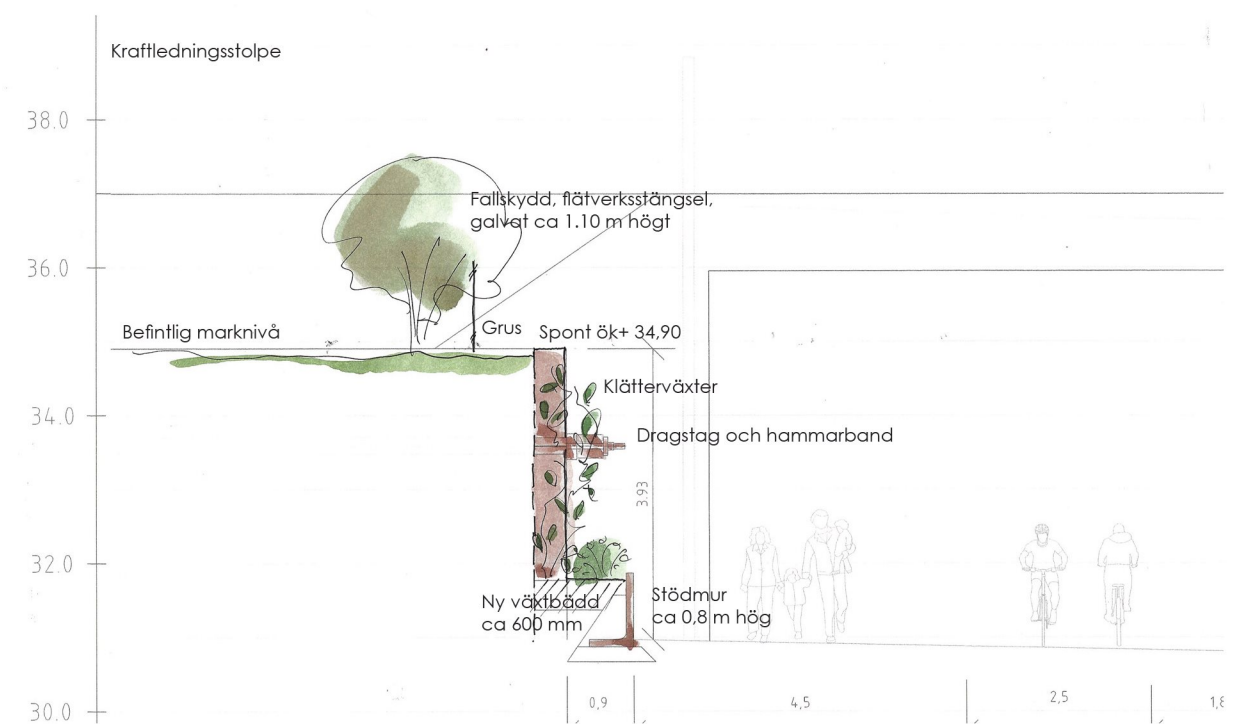 Kraftledningsstolpe
38.0
Fallskydd, flätverksstängsel,
galvat ca 1.10 m högt
36.0
Befintlig marknivå
Grus
Spont ök+ 34,90
Klätterväxter
34.0
Dragstag och hammarband
3.93
32.0
Ny växtbädd
ca 600 mm
Stödmur
ca 0,8 m hög
30.0
0,9
4,5
2,5